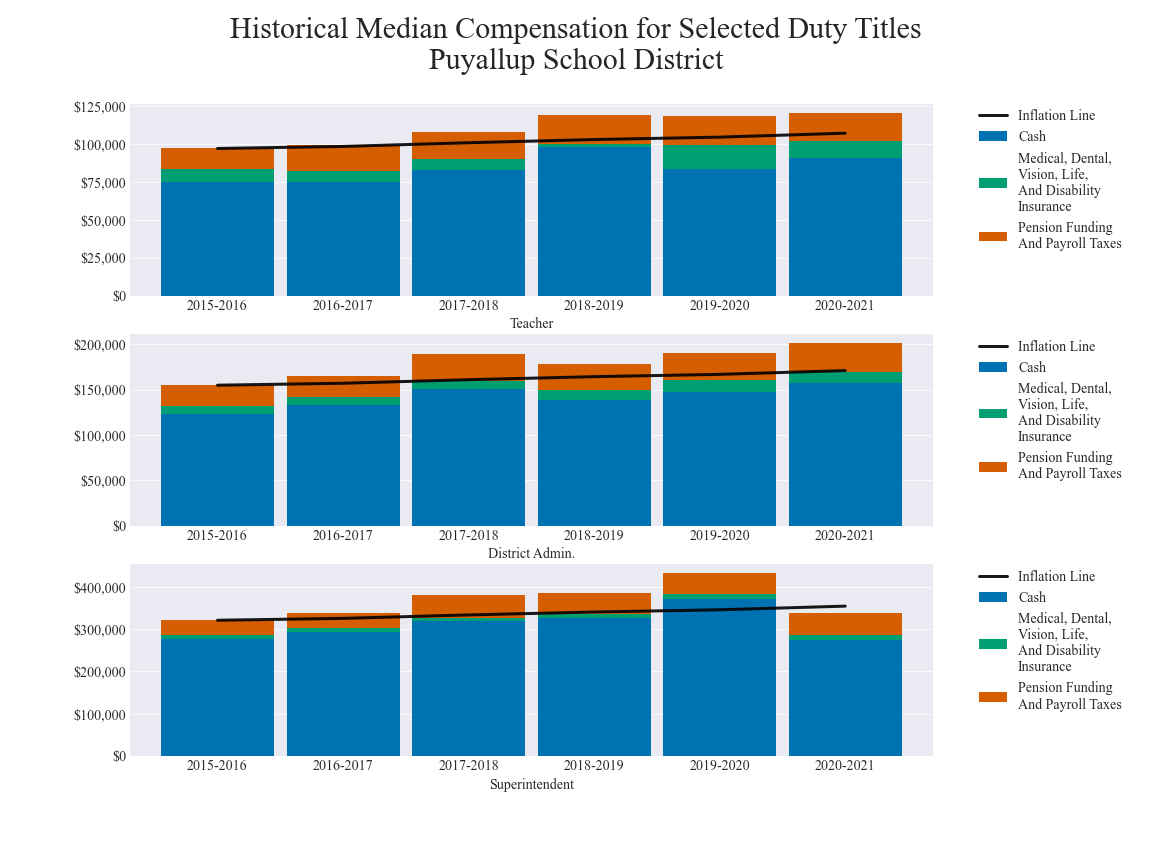 Historical Median Compensation for Selected Duty Titles
Puyallup School District
$125,000
$100,000
$75,000
$50,000
$25,000
$0
2015-2016
2016-2017
2017-2018
2018-2019
2019-2020
2020-2021
Teacher
Inflation Line
Cash
Medical, Dental,
Vision, Life,
And Disability
Insurance
Pension Funding
And Payroll Taxes
$200,000
$150,000
$100,000
$50,000
$0
2015-2016
2016-2017
2017-2018
2018-2019
2019-2020
2020-2021
District Admin.
Inflation Line
Cash
Medical, Dental,
Vision, Life,
And Disability
Insurance
Pension Funding
And Payroll Taxes
$400,000
$300,000
$200,000
$100,000
$0
2015-2016
2016-2017
2017-2018
2018-2019
2019-2020
2020-2021
Superintendent
Inflation Line
Cash
Medical, Dental,
Vision, Life,
And Disability
Insurance
Pension Funding
And Payroll Taxes